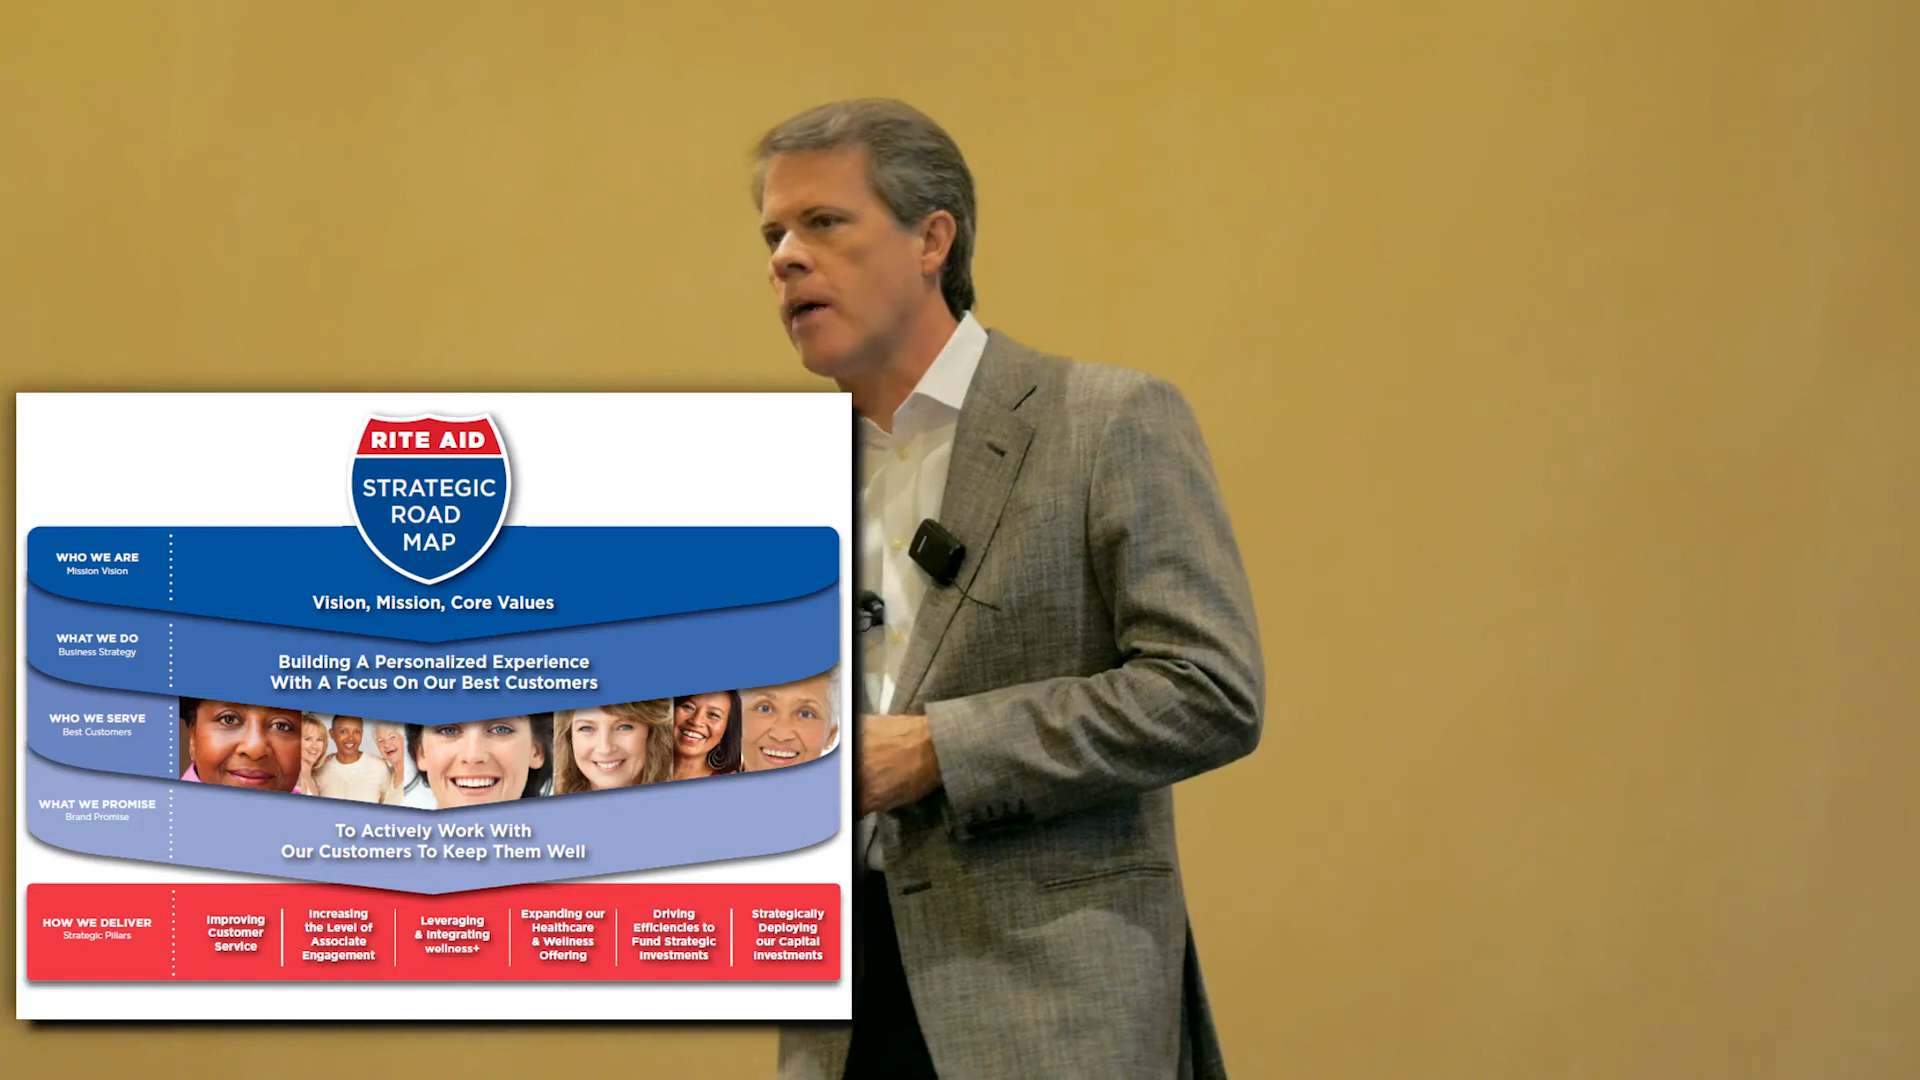 RITE AID
STRATEGIC
ROAD
MAP
WHO WE ARE
Mission Vision
Vision, Mission, Core Values
WHAT WE DO
Business Strategy
Building A Personalized Experience
With A Focus On Our Best Customers
WHO WE SERVE
Best Customers
WHAT WE PROMISE
Brand Promise
To Actively Work With
Our Customers To Keep Them Well
HOW WE DELIVER
Strategic Pillars
Improving
Customer
Service
Increasing
the Level of
Associate
Engagement
Leveraging
& Integrating
wellness+
Expanding our
Healthcare
& Wellness
Offering
Driving
Efficiencies to
Fund Strategic
Investments
Strategically
Deploying
our Capital
Investments